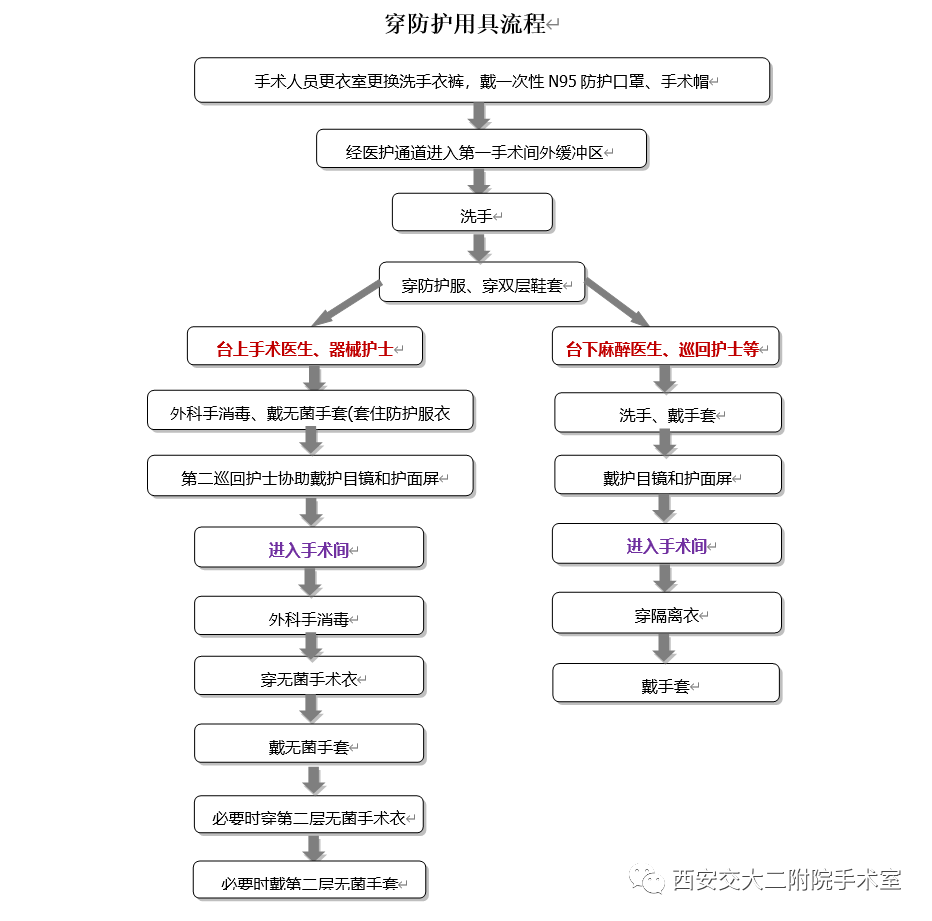 穿防护用具流程
手术人员更衣室更换洗手衣裤，戴一次性 N95 防护口罩、手术帽
经医护通道进入第一手术间外缓冲区
洗手
穿防护服、穿双层鞋套
台上手术医生、器械护士
外科手消毒、戴无菌手套(套住防护服衣
第二巡回护士协助戴护目镜和护面屏
进入手术间
外科手消毒
穿无菌手术衣
戴无菌手套
必要时穿第二层无菌手术衣
必要时戴第二层无菌手套
台下麻醉医生、巡回护士等
洗手、戴手套
戴护目镜和护面屏
进入手术间
穿隔离衣
戴手套
西安交大二附院手术室